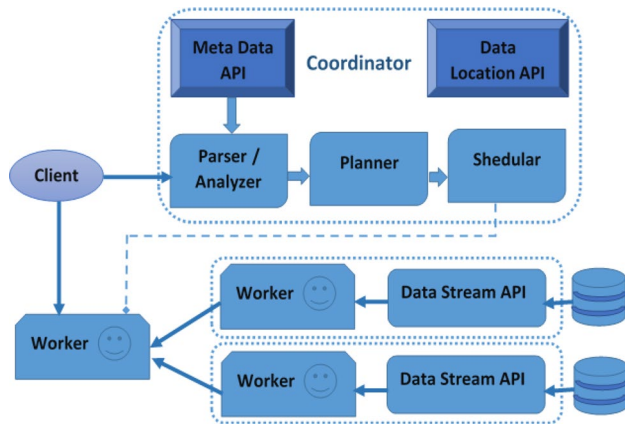 Meta Data
API
Coordinator
Data
Location API
Client
Parser /
Analyzer
Planner
Shedular
Worker
Worker
Data Stream API
Worker
Data Stream API